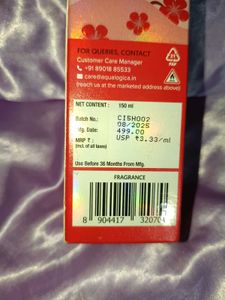 FOR QUERIES, CONTACT
Customer Care Manager
+91 89018 85533
care@aqualogica.in
(reach us at the marketed address above)
PAP
NET CONTENT : 150 ml
Batch No.: CISH002
Mfg. Date: 08/2025
MRP ₹ : 499.00
(incl. of all taxes) USP ₹3.33/ml
Use Before 36 Months From Mfg.
FRAGRANCE
8 904417 32070